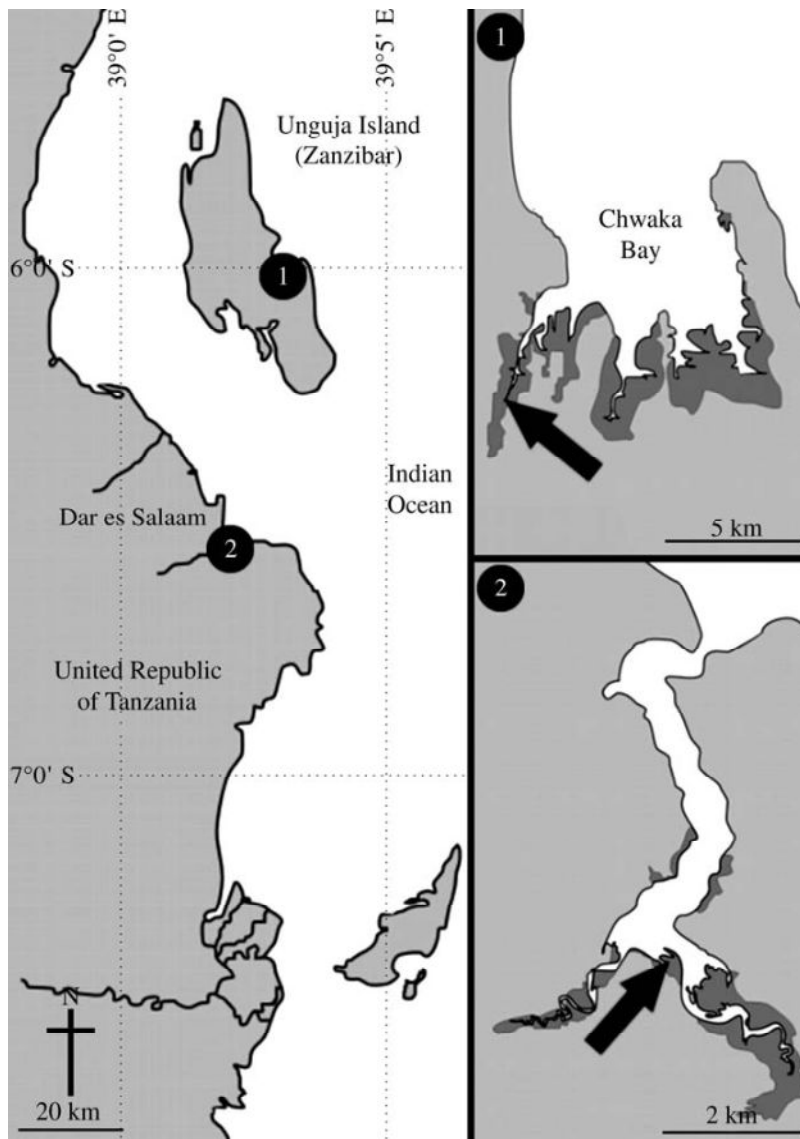 39°0' E
39°5' E
Unguja Island
(Zanzibar)
6°0' S
1
Indian
Ocean
Dar es Salaam
2
United Republic
of Tanzania
7°0' S
N
20 km
1
Chwaka
Bay
5 km
2
2 km